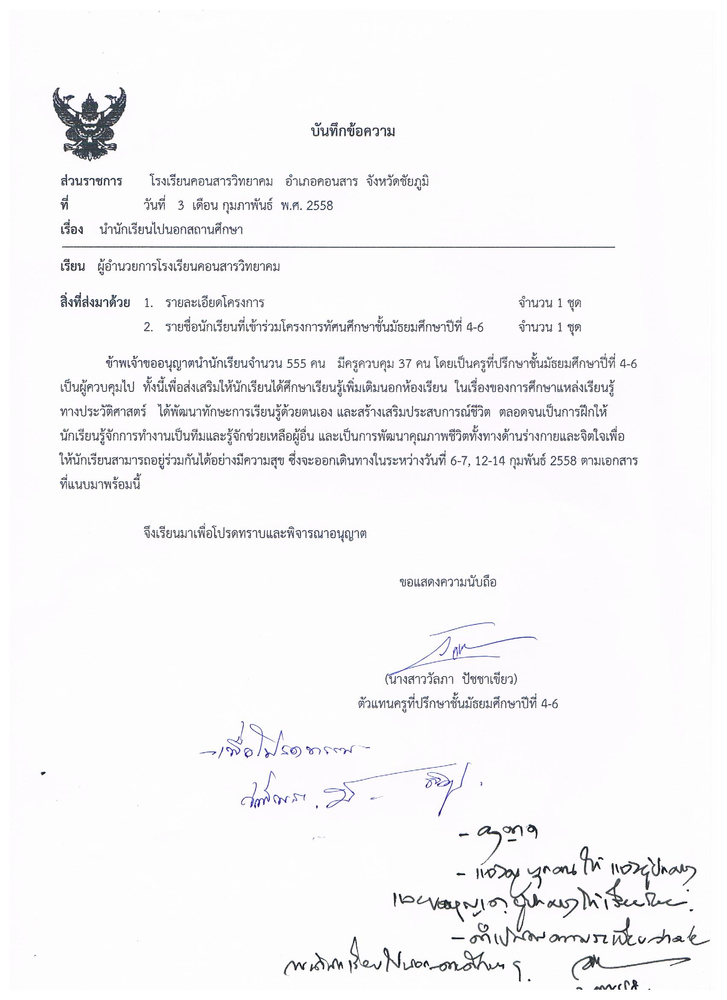 บันทึกข้อความ
ส่วนราชการ โรงเรียนคอนสารวิทยาคม อำเภอคอนสาร จังหวัดชัยภูมิ
ที่ วันที่ 3 เดือน กุมภาพันธ์ พ.ศ. 2558
เรื่อง นำนักเรียนไปนอกสถานศึกษา
เรียน ผู้อำนวยการโรงเรียนคอนสารวิทยาคม
สิ่งที่ส่งมาด้วย 1. รายละเอียดโครงการ จำนวน 1 ชุด
2. รายชื่อนักเรียนที่เข้าร่วมโครงการทัศนศึกษาชั้นมัธยมศึกษาปีที่ 4-6 จำนวน 1 ชุด
ข้าพเจ้าขออนุญาตนำนักเรียนจำนวน 555 คน มีครูควบคุม 37 คน โดยเป็นครูที่ปรึกษาชั้นมัธยมศึกษาปี่ที่ 4-6
เป็นผู้ควบคุมไป ทั้งนี้เพื่อส่งเสริมให้นักเรียนได้ศึกษาเรียนรู้เพิ่มเติมนอกห้องเรียน ในเรื่องของการศึกษาแหล่งเรียนรู้
ทางประวัติศาสตร์ ได้พัฒนาทักษะการเรียนรู้ด้วยตนเอง และสร้างเสริมประสบการณ์ชีวิต ตลอดจนเป็นการฝึกให้
นักเรียนรู้จักการทำงานเป็นทีมและรู้จักช่วยเหลือผู้อื่น และเป็นการพัฒนาคุณภาพชีวิตทั้งทางด้านร่างกายและจิตใจเพื่อ
ให้นักเรียนสามารถอยู่ร่วมกันได้อย่างมีความสุข ซึ่งจะออกเดินทางในระหว่างวันที่ 6-7, 12-14 กุมพันธ์ 2558 ตามเอกสาร
ที่แนบมาพร้อมนี้
จึงเรียนมาเพื่อโปรดทราบและพิจารณาอนุญาต
ขอแสดงความนับถือ
(นางสาววัลภา ปัชชาเขียว)
ตัวแทนครูที่ปรึกษาชั้นมัธยมศึกษาปีที่ 4-6
-เพื่อโปรดทราบ-
- อนุญาต